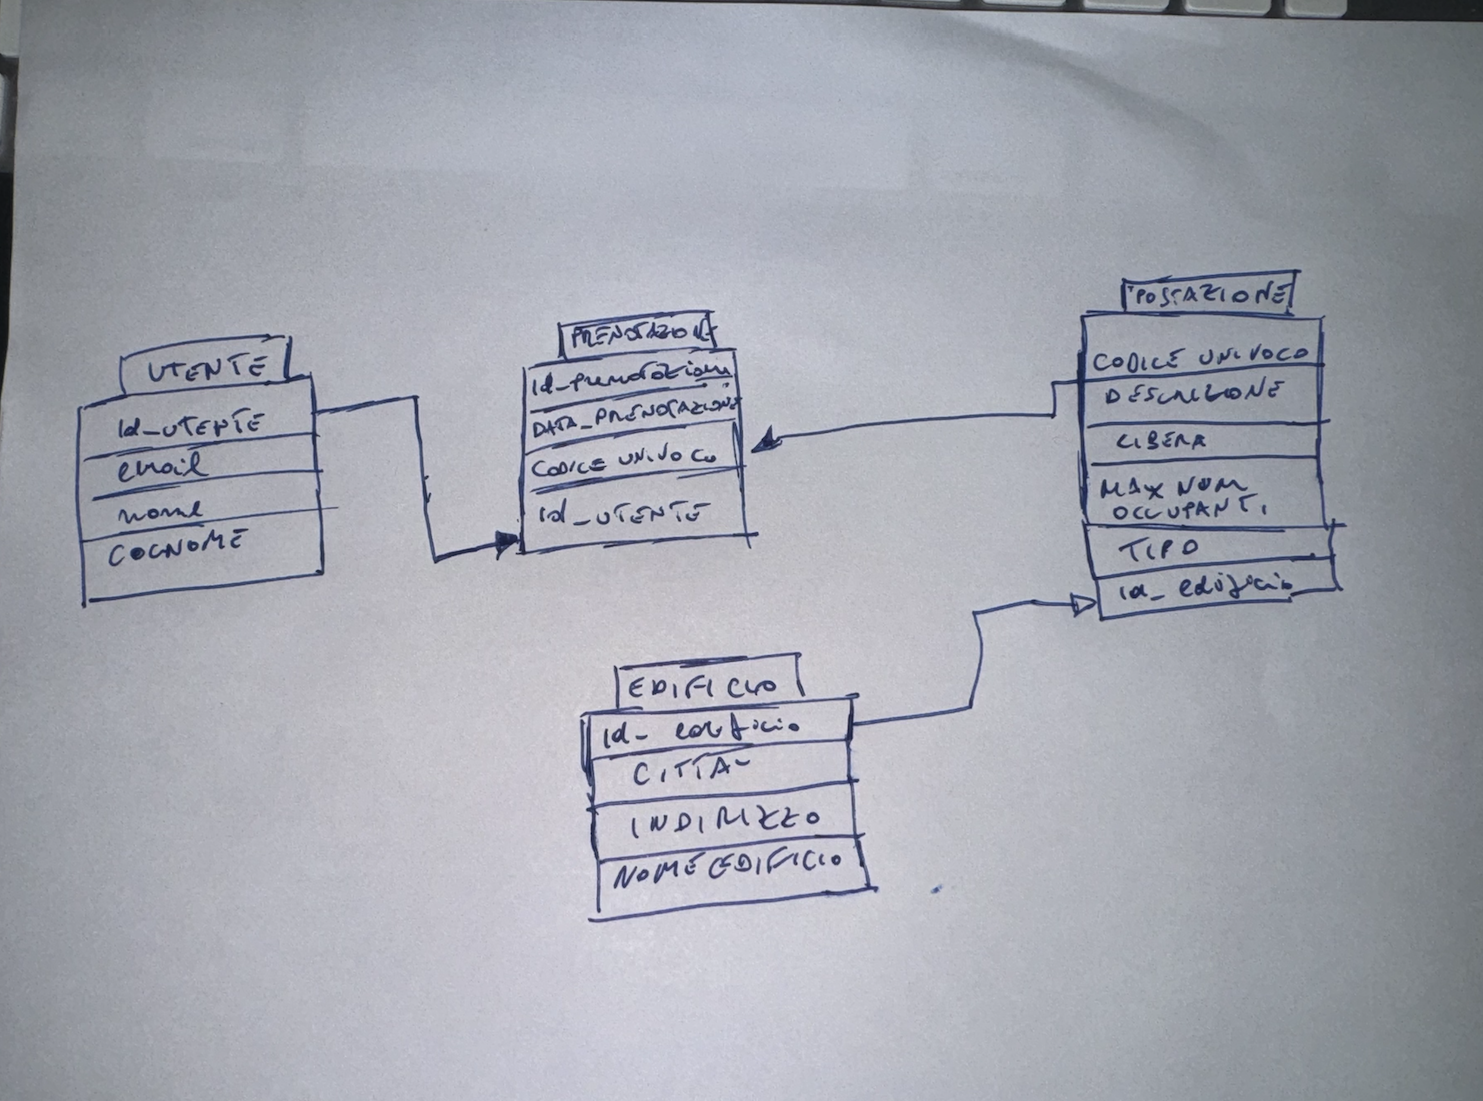 UTENTE
Id_UTENTE
email
nome
COGNOME
PRENOTAZIONE
Id_prenotazione
DATA_PRENOTAZIONE
CODICE UNIVOCO
Id_UTENTE
POSTAZIONE
CODICE UNIVOCO
DESCRIZIONE
LIBERA
MAX NUM
OCCUPANTI
TIPO
id_edificio
EDIFICIO
Id_edificio
CITTA'
INDIRIZZO
NOME EDIFICIO